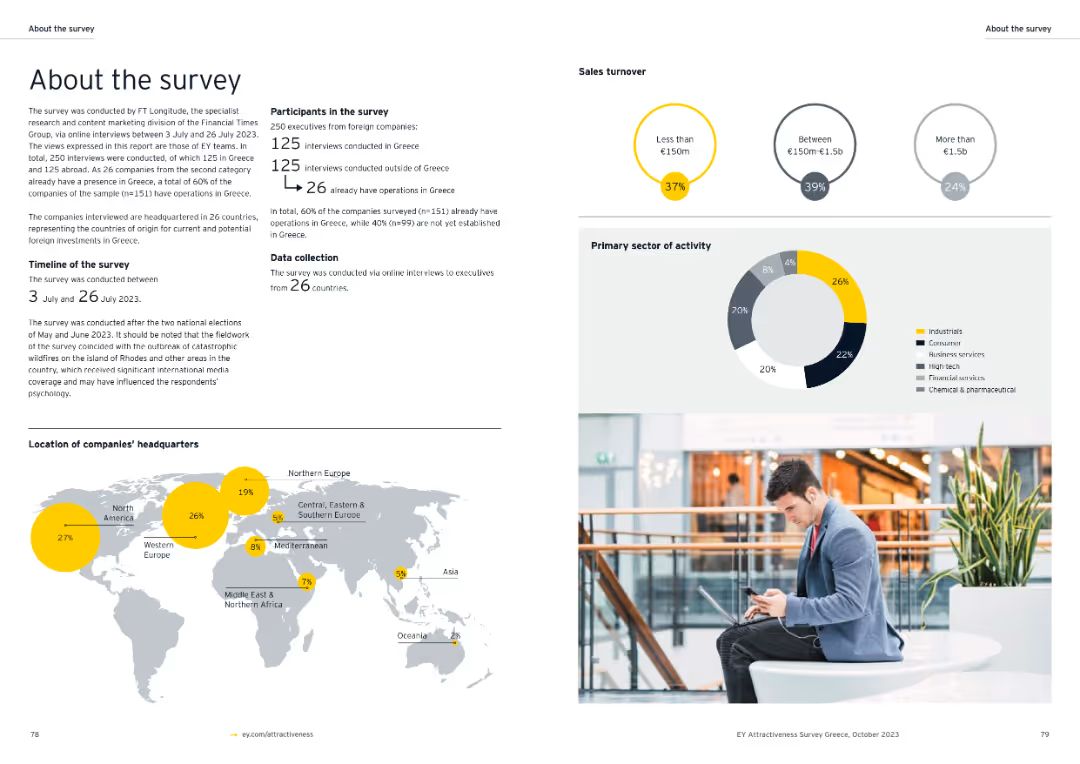 About the survey
About the survey
About the survey
The survey was conducted by FT Longitude, the specialist
research and content marketing division of the Financial Times
Group, via online interviews between 3 July and 26 July 2023.
The views expressed in this report are those of EY teams. In
total, 250 interviews were conducted, of which 125 in Greece
and 125 abroad. As 26 companies from the second category
already have a presence in Greece, a total of 60% of the
companies of the sample (n=151) have operations in Greece.
The companies interviewed are headquartered in 26 countries,
representing the countries of origin for current and potential
foreign investments in Greece.
Timeline of the survey
The survey was conducted between
3 July and 26 July 2023.
The survey was conducted after the two national elections
of May and June 2023. It should be noted that the fieldwork
of the survey coincided with the outbreak of catastrophic
wildfires on the island of Rhodes and other areas in the
country, which received significant international media
coverage and may have influenced the respondents'
psychology.
Participants in the survey
250 executives from foreign companies:
125 interviews conducted in Greece
125 interviews conducted outside of Greece
26 already have operations in Greece
In total, 60% of the companies surveyed (n=151) already have
operations in Greece, while 40% (n=99) are not yet established
in Greece.
Data collection
The survey was conducted via online interviews to executives
from 26 countries.
Location of companies' headquarters
North
America
27%
Western
Europe
26%
Northern Europe
19%
Central, Eastern &
Southern Europe
5%
Mediterranean
8%
Middle East &
Northern Africa
7%
Asia
5%
Oceania
2%
78
ey.com/attractiveness
Sales turnover
Less than
€150m
37%
Between
€150m-€1.5b
39%
More than
€1.5b
24%
Primary sector of activity
26%
22%
20%
20%
8%
4%
Industrials
Consumer
Business services
High-tech
Financial services
Chemical & pharmaceutical
EY Attractiveness Survey Greece, October 2023
79